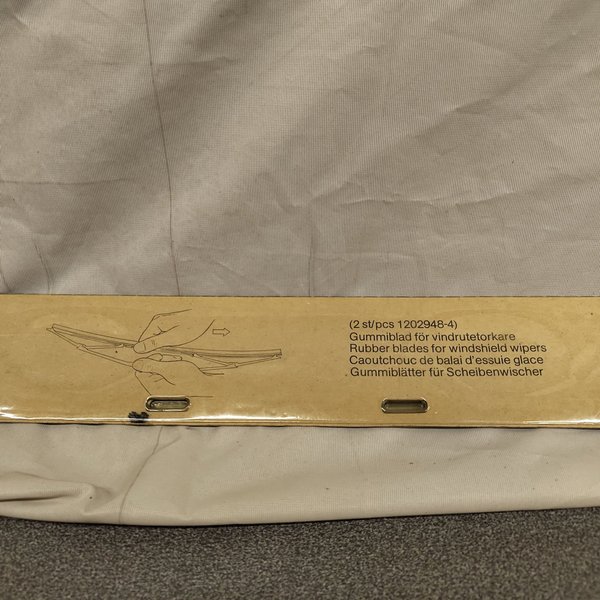 (2 st/pcs 1202948-4)
Gummiblad för vindrutetorkare
Rubber blades for windshield wipers
Caoutchouc de balai d'essuie glace
Gummiblätter für Scheibenwischer